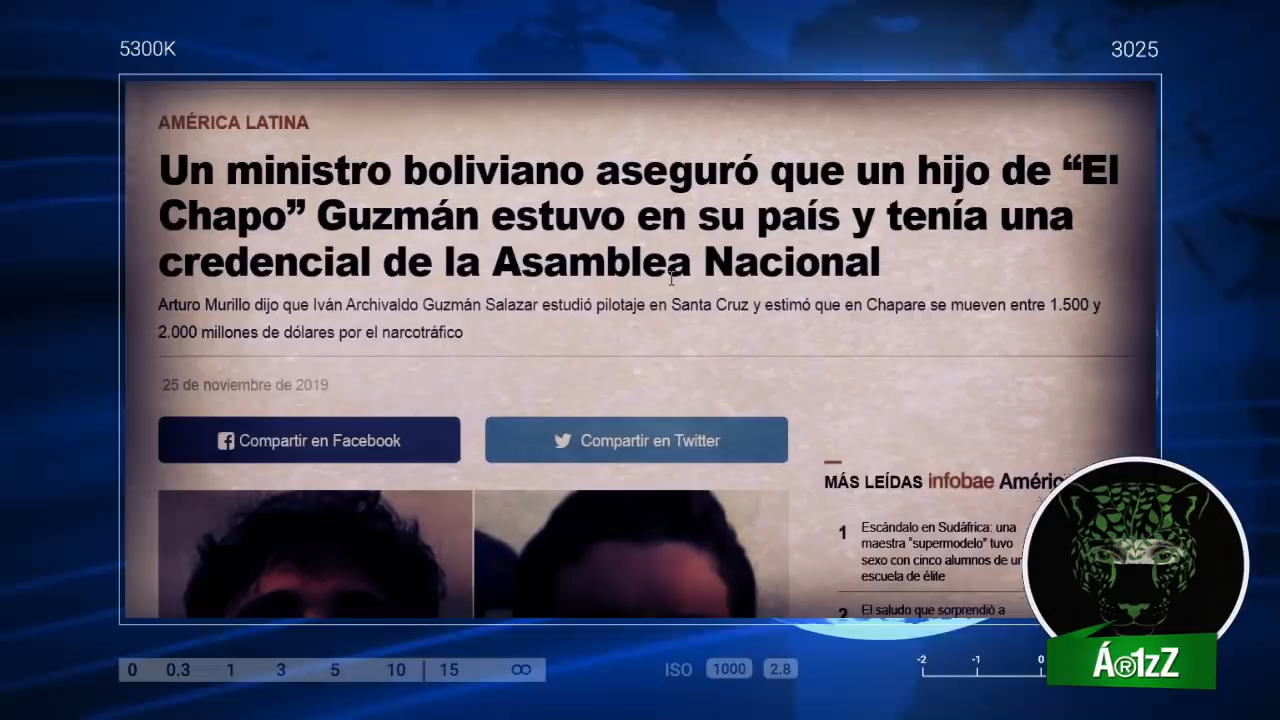 5300K
3025
AMÉRICA LATINA
Un ministro boliviano aseguró que un hijo de “El
Chapo” Guzmán estuvo en su país y tenía una
credencial de la Asamblea Nacional
Arturo Murillo dijo que Iván Archivaldo Guzmán Salazar estudió pilotaje en Santa Cruz y estimó que en Chapare se mueven entre 1.500 y
2.000 millones de dólares por el narcotráfico
25 de noviembre de 2019
Compartir en Facebook
Compartir en Twitter
MÁS LEÍDAS infobae Améric
1
Escándalo en Sudáfrica: una
maestra “supermodelo” tuvo
sexo con cinco alumnos de un
escuela de élite
2
El saludo que sorprendió a
0 0.3 1 3 5 10 15 ∞
ISO 1000 2.8
-2 -1 0
Á®1zZ